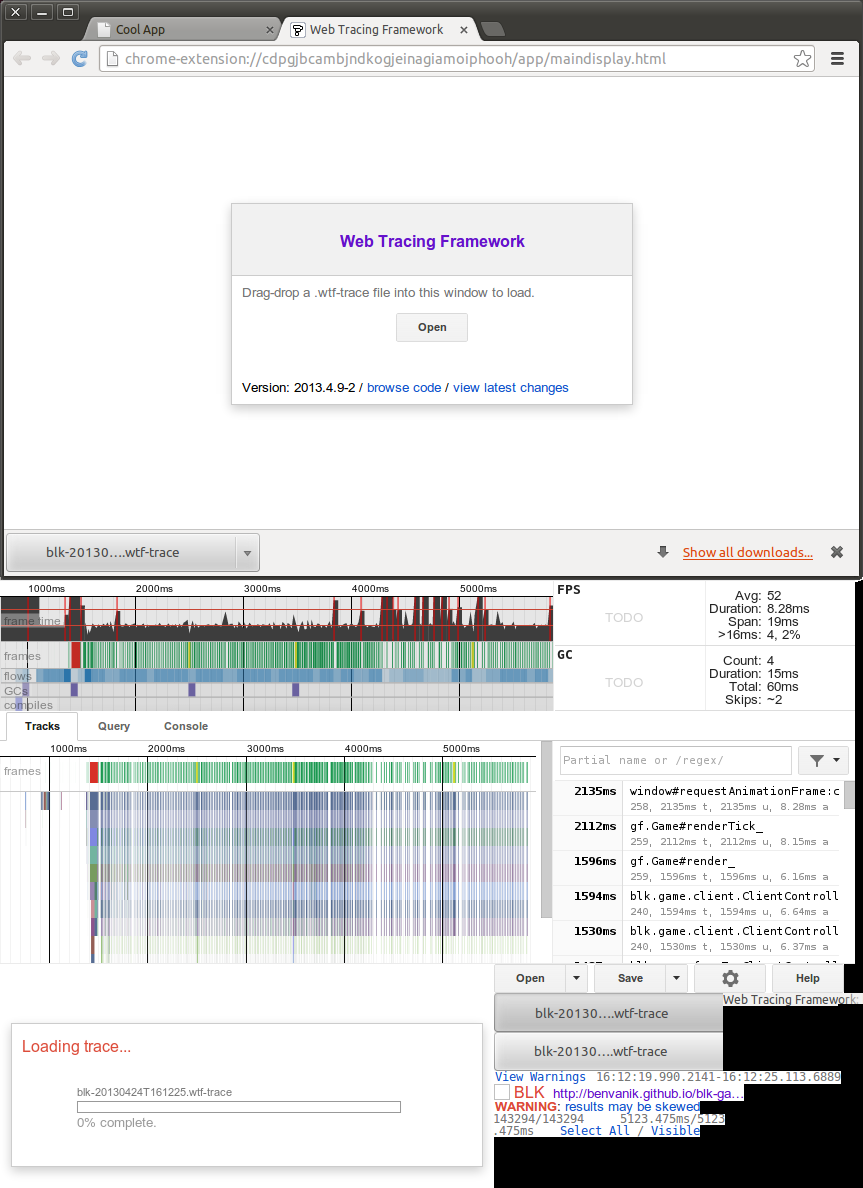 Cool App
Web Tracing Framework
chrome-extension://cdpgjbcambjndkogjeinagiamoiphooh/app/maindisplay.html
Web Tracing Framework
Drag-drop a .wtf-trace file into this window to load.
Open
Version: 2013.4.9-2 / browse code / view latest changes
blk-20130....wtf-trace
Show all downloads...
1000ms 2000ms 3000ms 4000ms 5000ms
frame time
frames
flows
GCs
compiles
FPS
TODO
Avg: 52
Duration: 8.28ms
Span: 19ms
>16ms: 4, 2%
GC
TODO
Count: 4
Duration: 15ms
Total: 60ms
Skips: ~2
Tracks Query Console
1000ms 2000ms 3000ms 4000ms 5000ms
frames
Partial name or /regex/
2135ms window#requestAnimationFrame:c
258, 2135ms t, 2135ms u, 8.28ms a
2112ms gf.Game#renderTick_
259, 2112ms t, 2112ms u, 8.15ms a
1596ms gf.Game#render_
259, 1596ms t, 1596ms u, 6.16ms a
1594ms blk.game.client.ClientControll
240, 1594ms t, 1594ms u, 6.64ms a
1530ms blk.game.client.ClientControll
240, 1530ms t, 1530ms u, 6.37ms a
Open Save Help
blk-20130....wtf-trace
Web Tracing Framework:
blk-20130....wtf-trace
View Warnings 16:12:19.990.2141-16:12:25.113.6889
BLK http://benvanik.github.io/blk-ga...
WARNING: results may be skewed
143294/143294 5123.475ms/5123
.475ms Select All / Visible
Loading trace...
blk-20130424T161225.wtf-trace
0% complete.